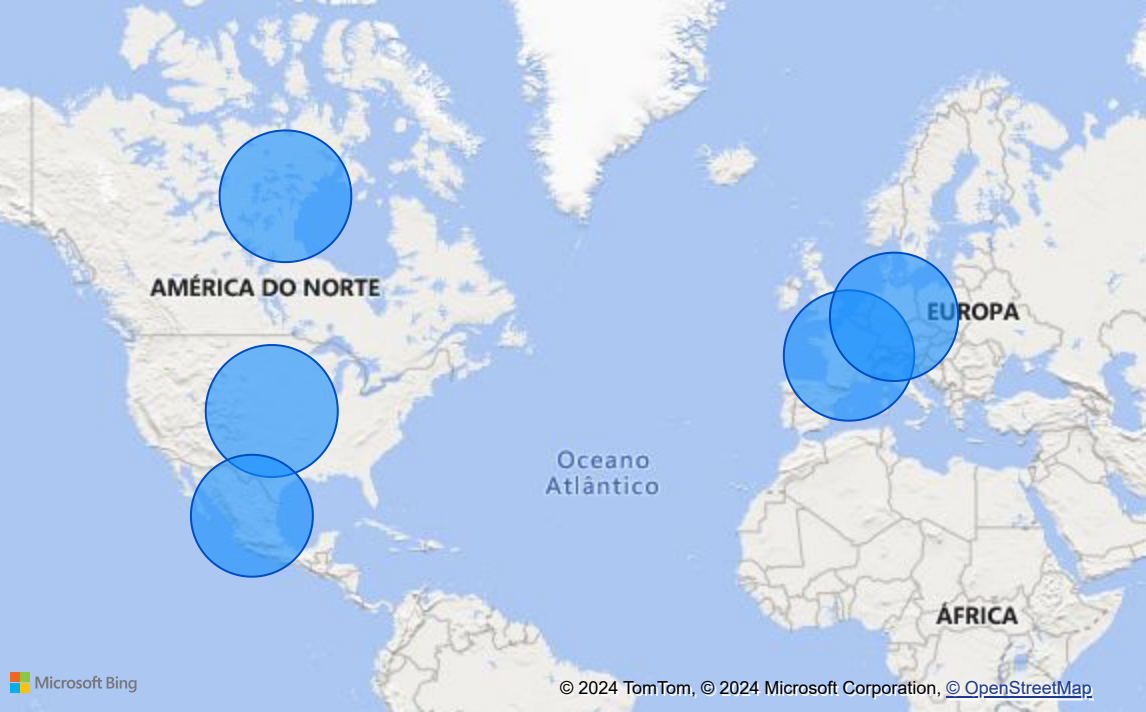 AMÉRICA DO NORTE
EUROPA
Oceano
Atlântico
ÁFRICA
Microsoft Bing
© 2024 TomTom, © 2024 Microsoft Corporation, © OpenStreetMap